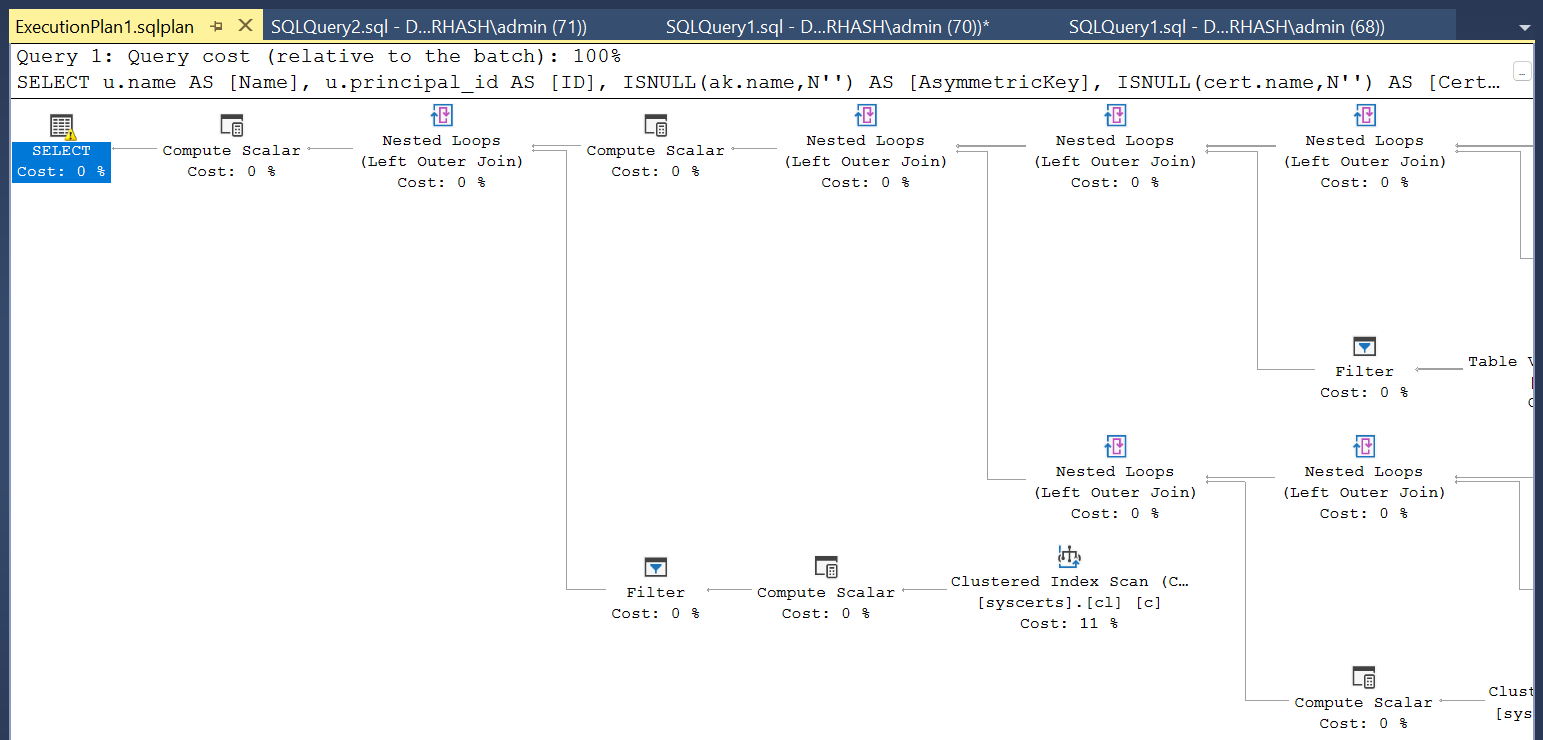 ExecutionPlan1.sqlplan
SQLQuery2.sql - D...RHASH\admin (71))
SQLQuery1.sql - D...RHASH\admin (70))*
SQLQuery1.sql - D...RHASH\admin (68))
Query 1: Query cost (relative to the batch): 100%
SELECT u.name AS [Name], u.principal_id AS [ID], ISNULL(ak.name,N'') AS [AsymmetricKey], ISNULL(cert.name,N'') AS [Cert...
SELECT
Cost: 0 %
Compute Scalar
Cost: 0 %
Nested Loops
(Left Outer Join)
Cost: 0 %
Compute Scalar
Cost: 0 %
Nested Loops
(Left Outer Join)
Cost: 0 %
Nested Loops
(Left Outer Join)
Cost: 0 %
Nested Loops
(Left Outer Join)
Cost: 0 %
Filter
Cost: 0 %
Table
Nested Loops
(Left Outer Join)
Cost: 0 %
Nested Loops
(Left Outer Join)
Cost: 0 %
Filter
Cost: 0 %
Compute Scalar
Cost: 0 %
Clustered Index Scan (C...
[syscerts].[cl] [c]
Cost: 11 %
Compute Scalar
Cost: 0 %
Clust
[sys